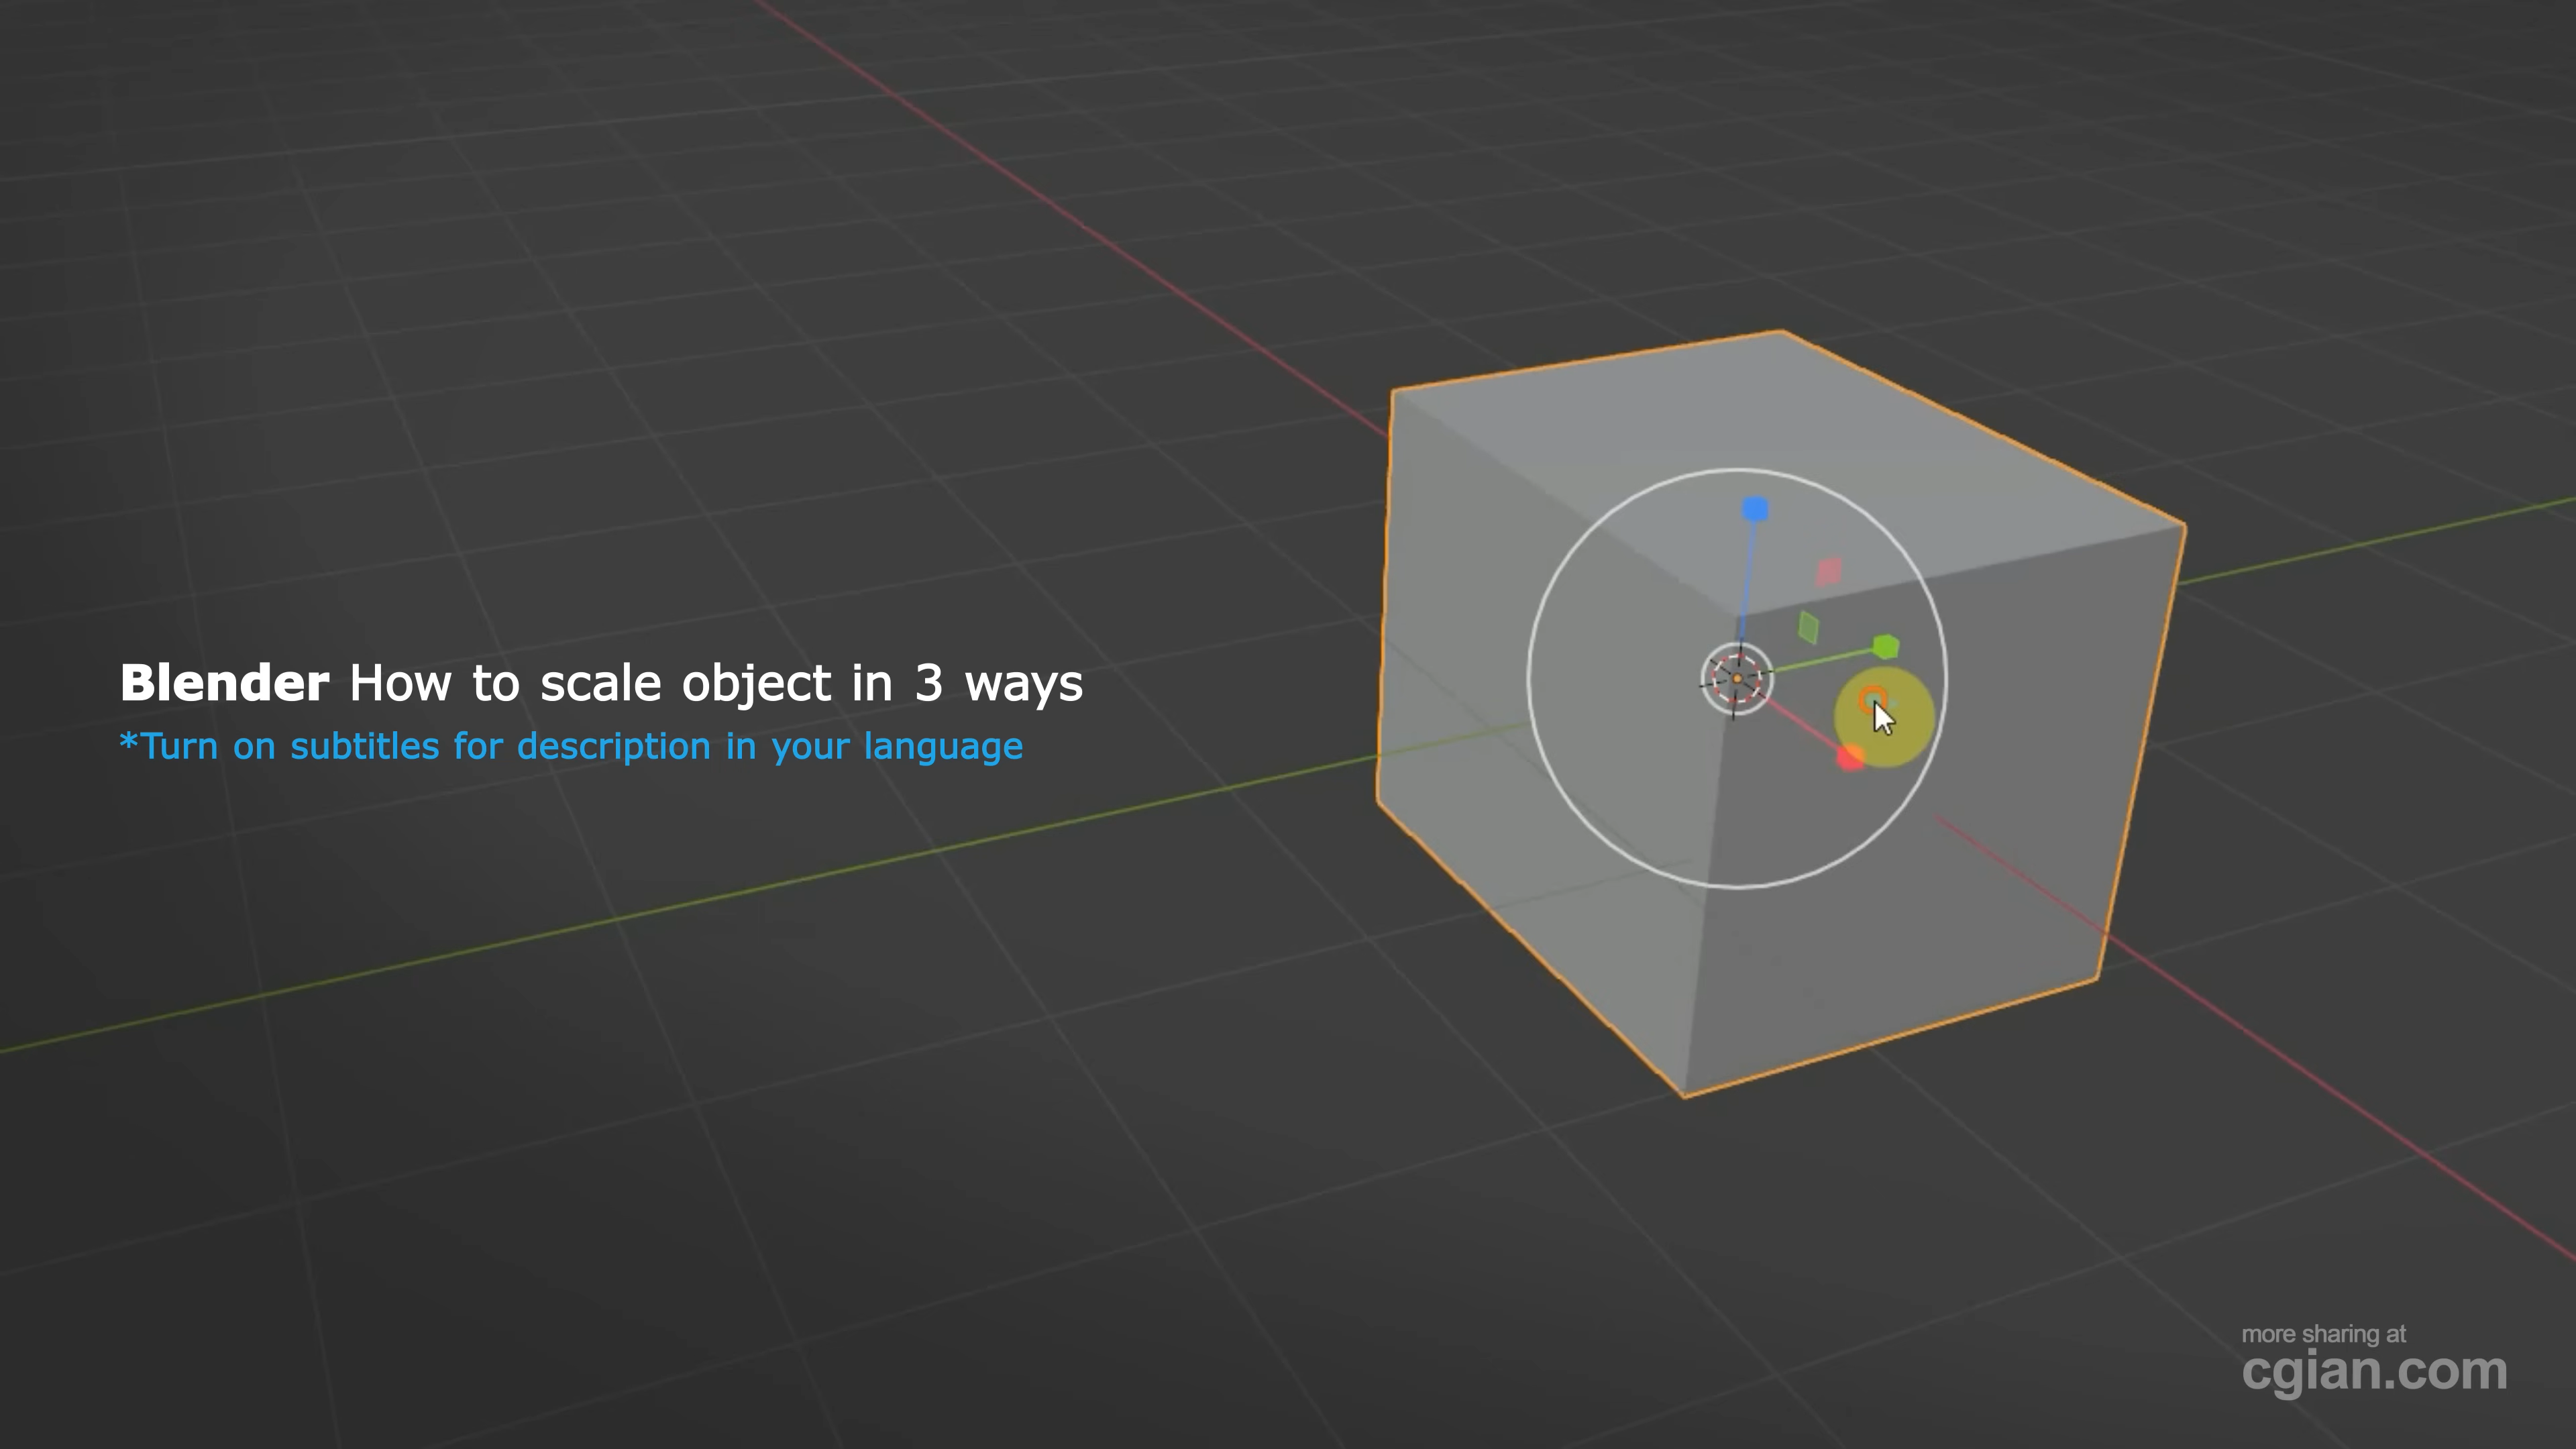 Blender How to scale object in 3 ways
*Turn on subtitles for description in your language
more sharing at
cgian.com